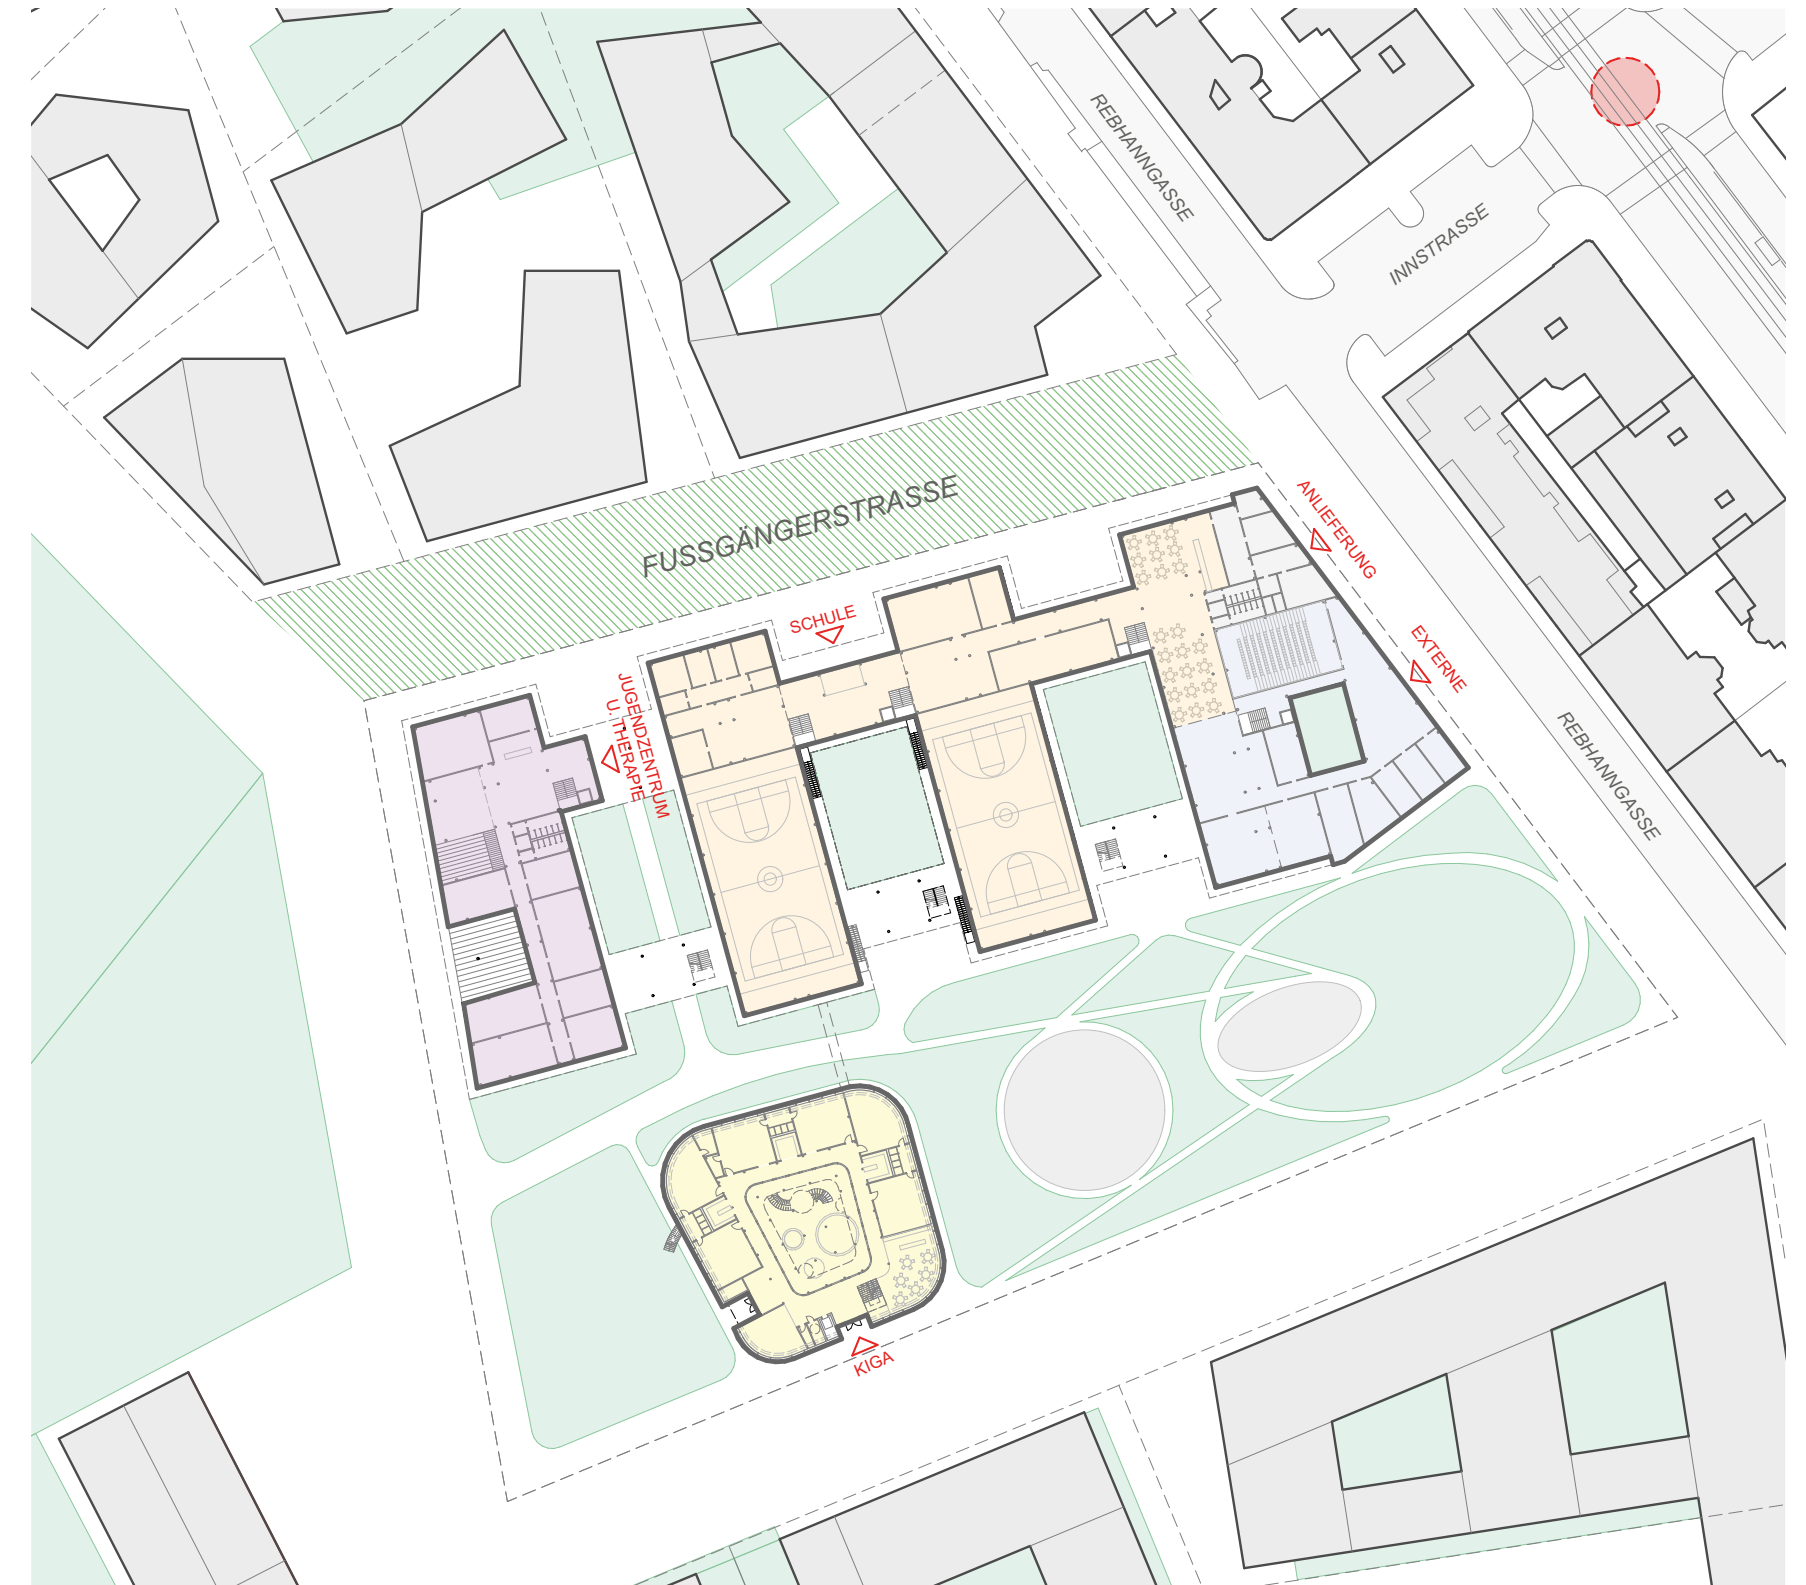 REBHANNGASSE
INNSTRASSE
FUSSGÄNGERSTRASSE
ANLIEFERUNG
SCHULE
EXTERNE
JUGENDZENTRUM
U. THERAPIE
REBHANNGASSE
KIGA